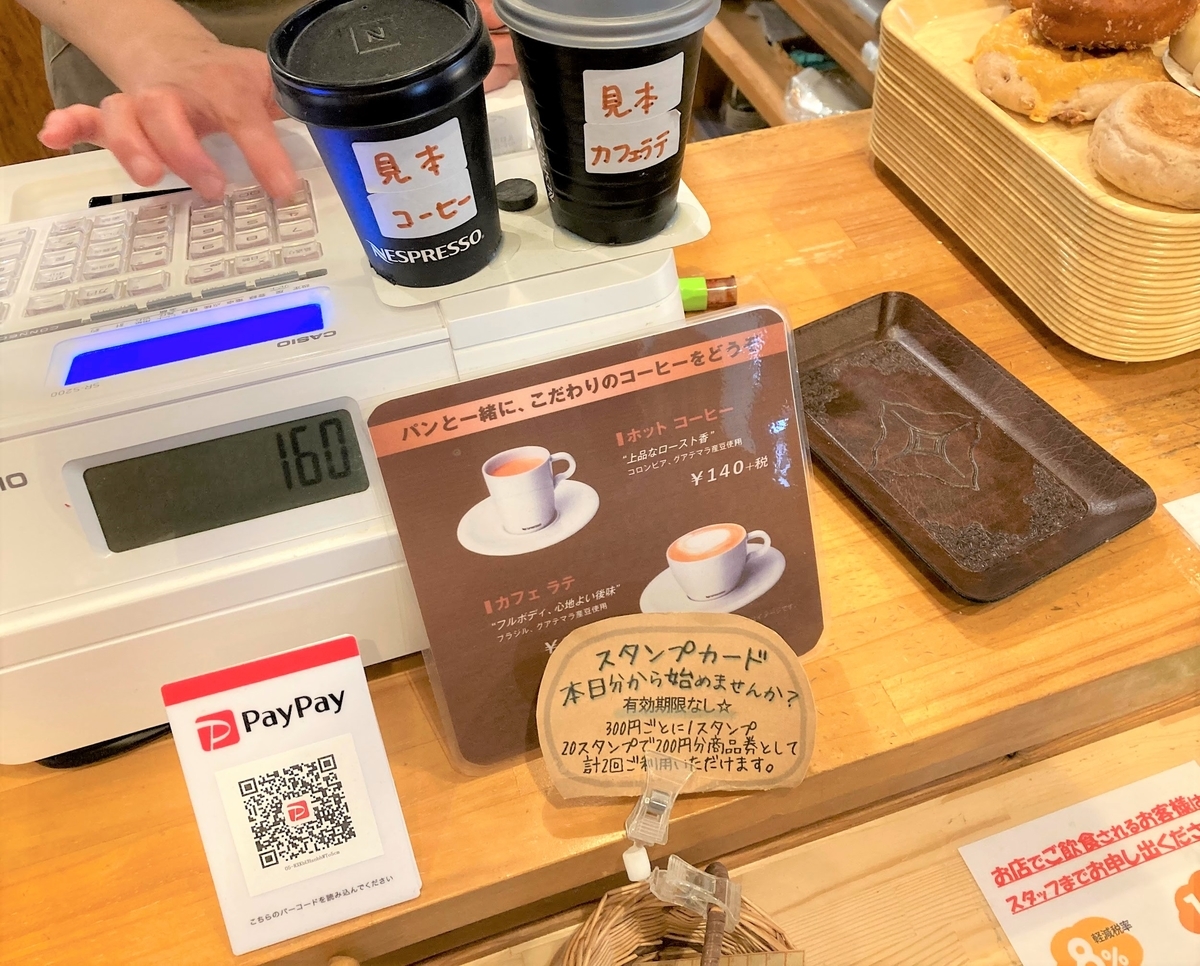 見本
コーヒー
NESPRESSO
見本
カフェラテ
CASIO
SR-S200
160
パンと一緒に、こだわりのコーヒーをどうぞ
ホット コーヒー
"上品なロースト香"
コロンビア、グアテマラ産豆使用
¥140+税
カフェ ラテ
"フルボディ、心地よい後味"
ブラジル、グアテマラ産豆使用
スタンプカード
本日分から始めませんか?
有効期限なし☆
300円ごとに1スタンプ
20スタンプで200円分商品券として
計2回ご利用いただけます。
PayPay
こちらのバーコードを読み込んでください
お店でご飲食されるお客様は
スタッフまでお申し出くださ
軽減税率
8%